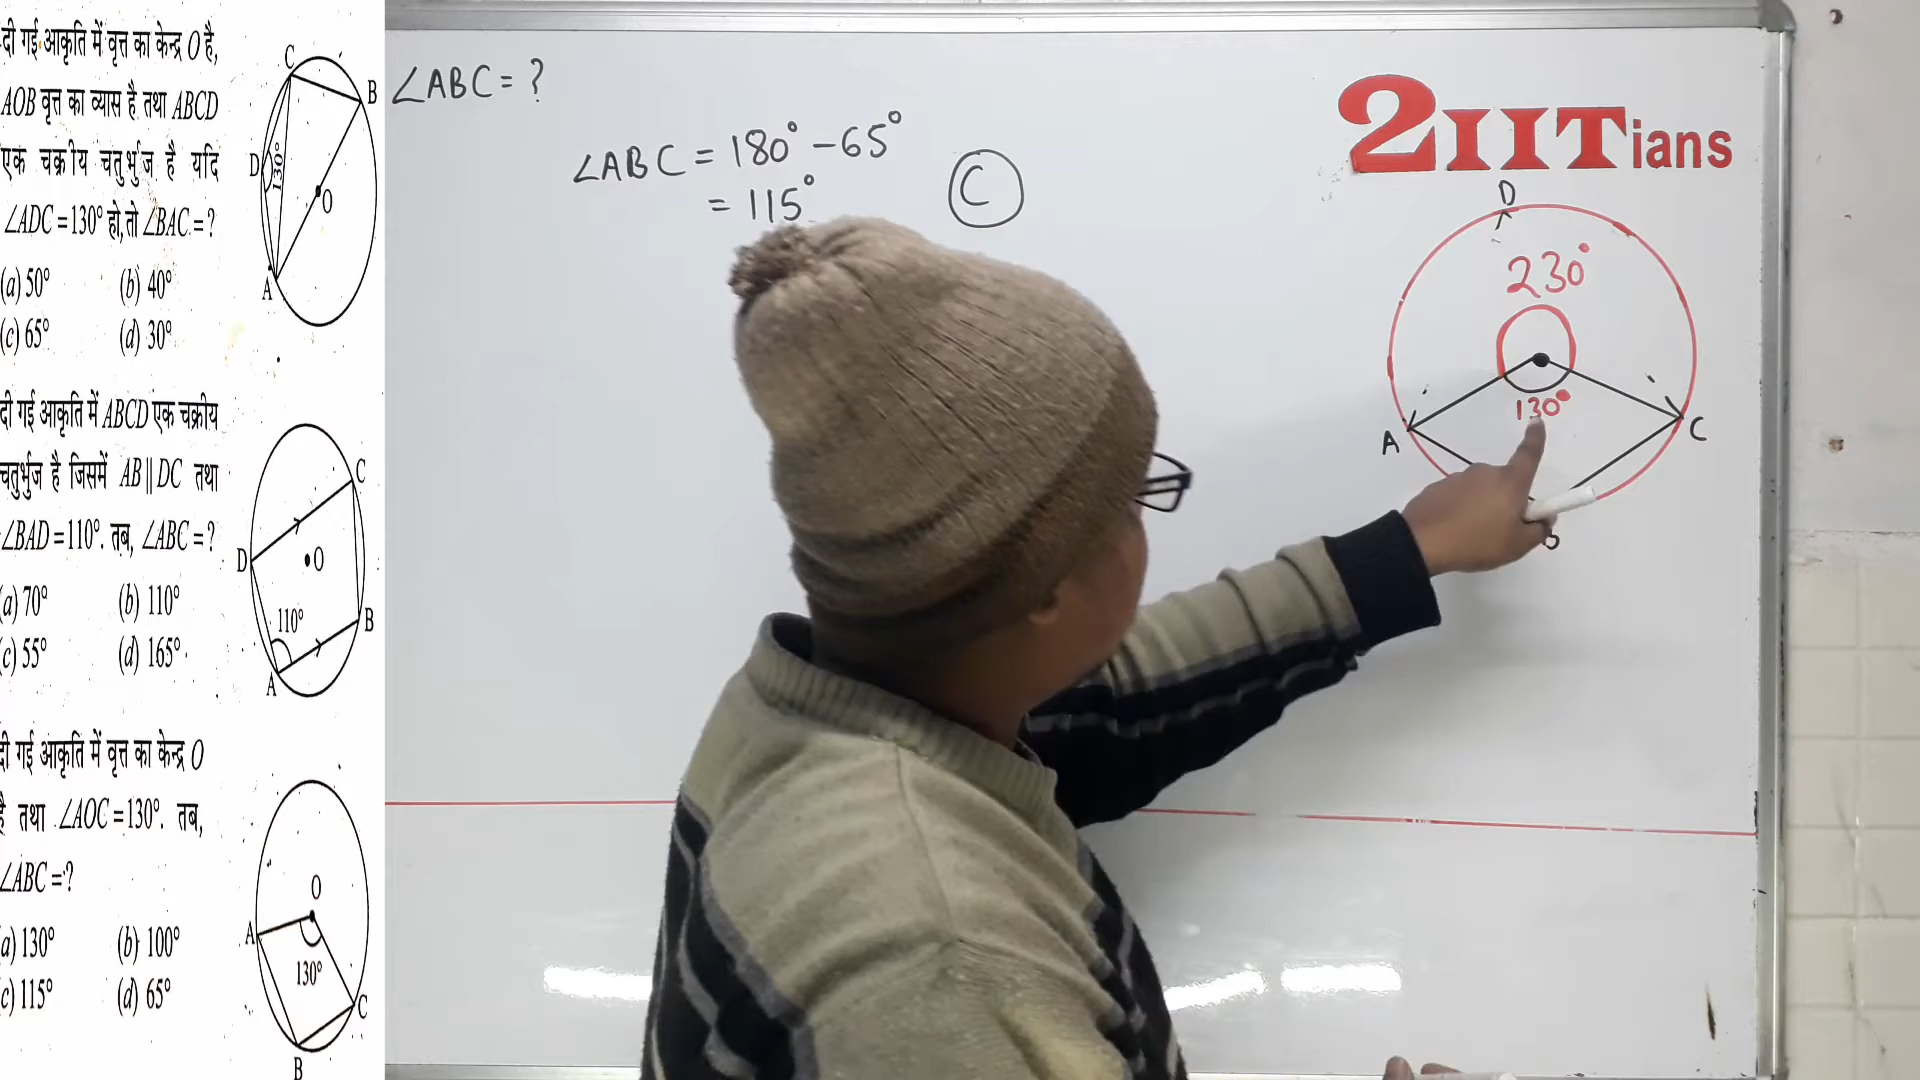 दी गई आकृति में वृत्त का केन्द्र O है,
AOB वृत्त का व्यास है तथा ABCD
एक चक्रीय चतुर्भुज है यदि
∠ADC = 130° हो, तो ∠BAC = ?
(a) 50° (b) 40°
(c) 65° (d) 30°
C
B
D
130°
O
A
दी गई आकृति में ABCD एक चक्रीय
चतुर्भुज है जिसमें AB || DC तथा
∠BAD = 110°. तब, ∠ABC = ?
(a) 70° (b) 110°
(c) 55° (d) 165°
C
D
O
110°
B
A
दी गई आकृति में वृत्त का केन्द्र O
है तथा ∠AOC = 130°. तब,
∠ABC = ?
(a) 130° (b) 100°
(c) 115° (d) 65°
O
A
130°
C
B
∠ABC = ?
∠ABC = 180° - 65°
= 115°
C
2IITians
D
230°
130°
A
C